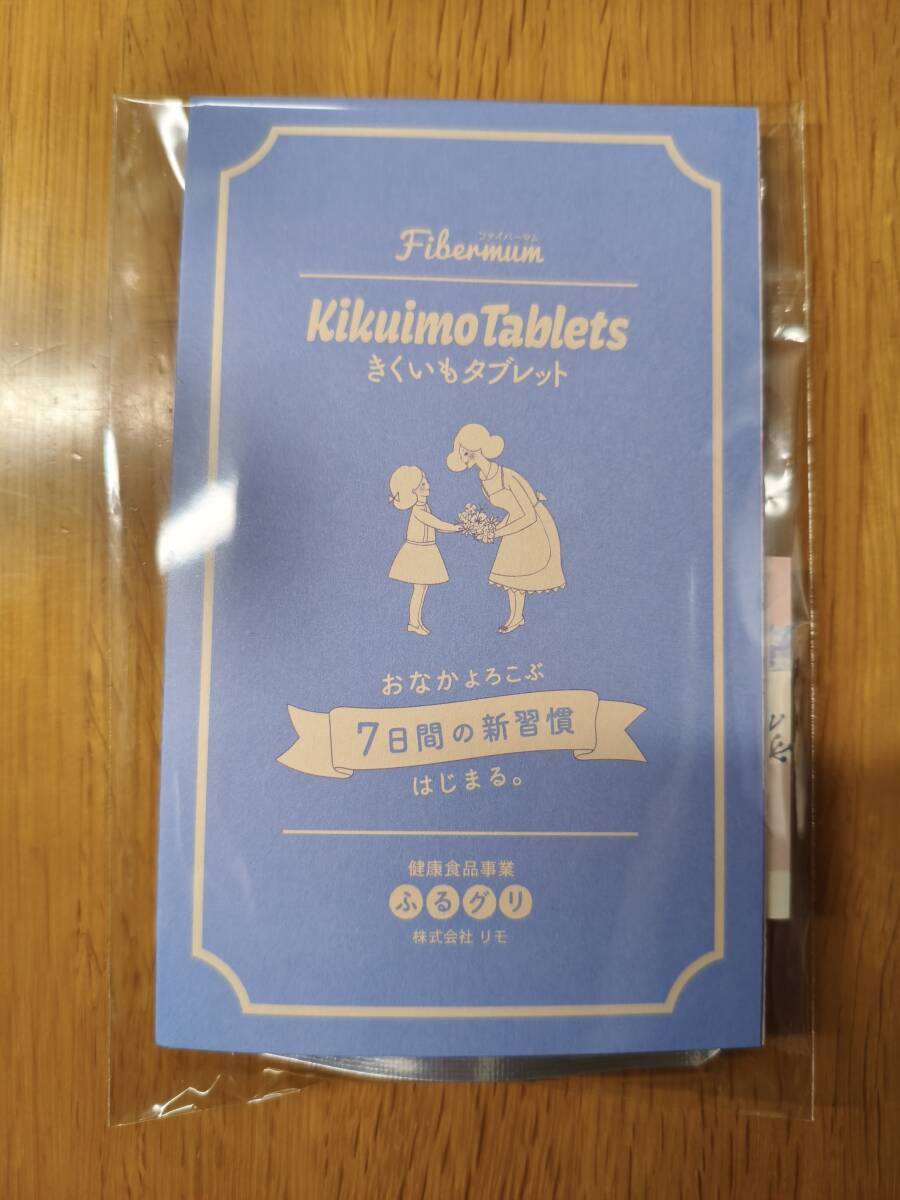 ファイバーマム
Fibermum
Kikuimo Tablets
きくいもタブレット
おなかよろこぶ
7日間の新習慣
はじまる。
健康食品事業
ふるグリ
株式会社 リモ